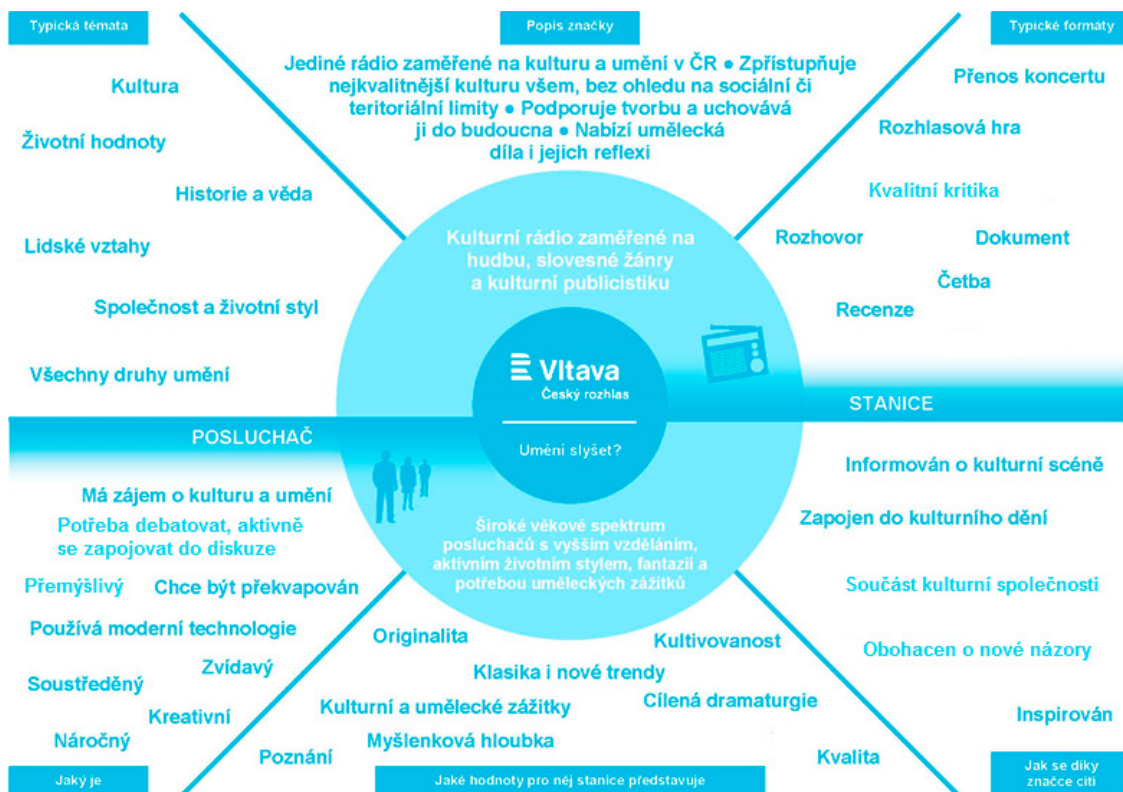 Typická témata
Popis značky
Typické formáty
Kultura
Životní hodnoty
Historie a věda
Lidské vztahy
Společnost a životní styl
Všechny druhy umění
Jediné rádio zaměřené na kulturu a umění v ČR ● Zpřístupňuje
nejkvalitnější kulturu všem, bez ohledu na sociální či
teritoriální limity ● Podporuje tvorbu a uchovává
ji do budoucna ● Nabízí umělecká
díla i jejich reflexi
Přenos koncertu
Rozhlasová hra
Kvalitní kritika
Rozhovor
Dokument
Četba
Recenze
Kulturní rádio zaměřené na
hudbu, slovesné žánry
a kulturní publicistiku
Vltava
Český rozhlas
Umění slyšet?
STANICE
POSLUCHAČ
Široké věkové spektrum
posluchačů s vyšším vzděláním,
aktivním životním stylem, fantazií a
potřebou uměleckých zážitků
Má zájem o kulturu a umění
Potřeba debatovat, aktivně
se zapojovat do diskuze
Přemýšlivý
Chce být překvapován
Používá moderní technologie
Zvídavý
Soustředěný
Kreativní
Náročný
Jaký je
Originalita
Kultivovanost
Klasika i nové trendy
Kulturní a umělecké zážitky
Cílená dramaturgie
Poznání
Myšlenková hloubka
Kvalita
Jaké hodnoty pro něj stanice představuje
Informován o kulturní scéně
Zapojen do kulturního dění
Součást kulturní společnosti
Obohacen o nové názory
Inspirován
Jak se díky
značce cítí